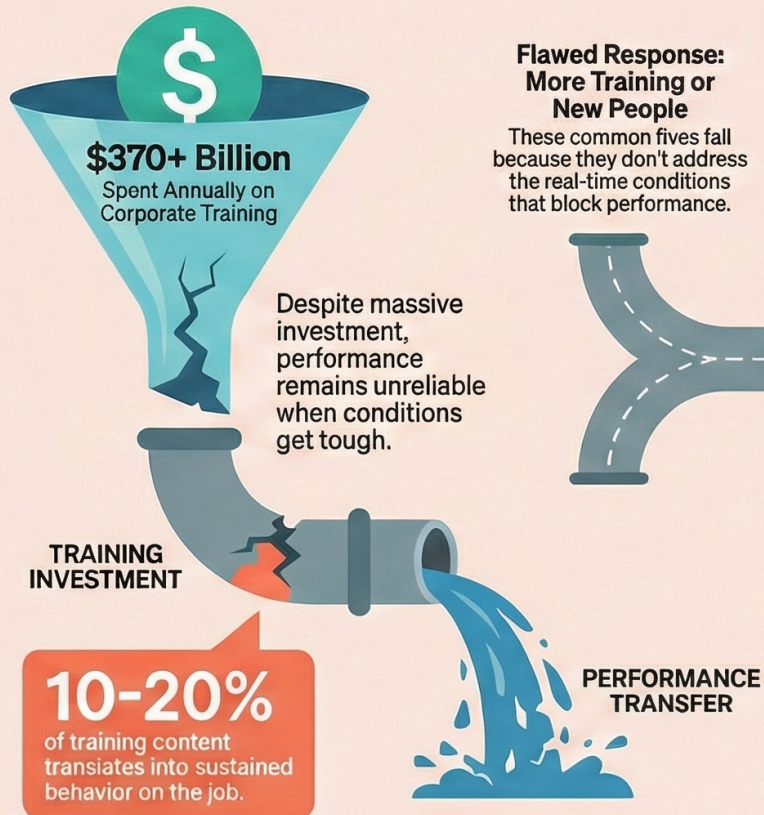 $
$370+ Billion
Spent Annually on
Corporate Training
Flawed Response:
More Training or
New People
These common fives fall
because they don't address
the real-time conditions
that block performance.
Despite massive
investment,
performance
remains unreliable
when conditions
get tough.
TRAINING
INVESTMENT
10-20%
of training content
transiates into sustained
behavior on the job.
PERFORMANCE
TRANSFER